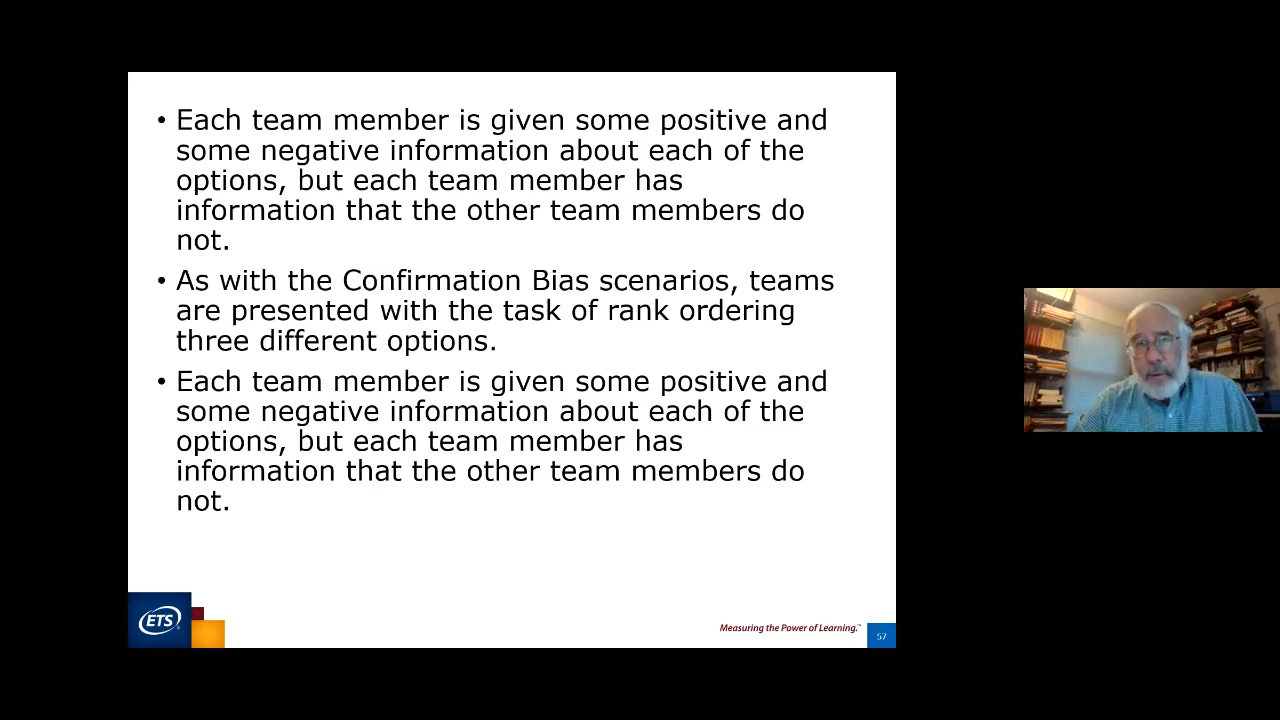 • Each team member is given some positive and
some negative information about each of the
options, but each team member has
information that the other team members do
not.
• As with the Confirmation Bias scenarios, teams
are presented with the task of rank ordering
three different options.
• Each team member is given some positive and
some negative information about each of the
options, but each team member has
information that the other team members do
not.
ETS
Measuring the Power of Learning.™
57